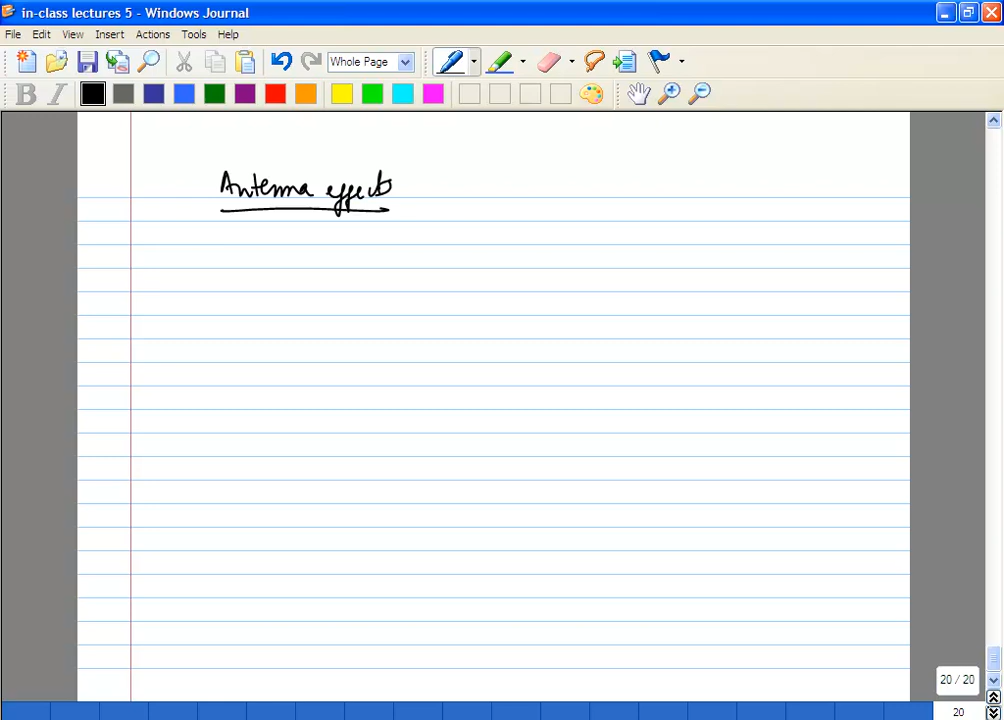 in-class lectures 5 - Windows Journal
File Edit View Insert Actions Tools Help
Whole Page
B I
Antenna effects
20 / 20
20